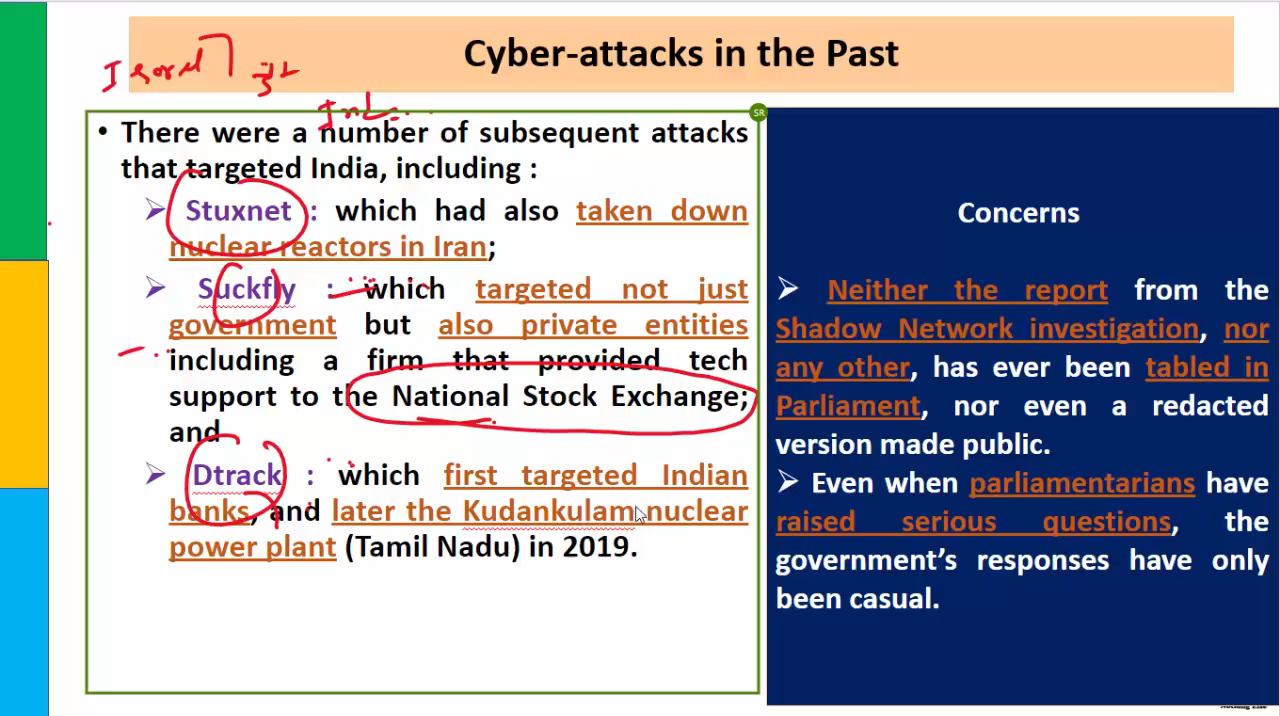 Cyber-attacks in the Past
Israel
SR
• There were a number of subsequent attacks
that targeted India, including :
➢ Stuxnet : which had also taken down
nuclear reactors in Iran;
➢ Suckfly : which targeted not just
government but also private entities
including a firm that provided tech
support to the National Stock Exchange;
and
➢ Dtrack : which first targeted Indian
banks, and later the Kudankulam nuclear
power plant (Tamil Nadu) in 2019.
Concerns
➢ Neither the report from the
Shadow Network investigation, nor
any other, has ever been tabled in
Parliament, nor even a redacted
version made public.
➢ Even when parliamentarians have
raised serious questions, the
government’s responses have only
been casual.